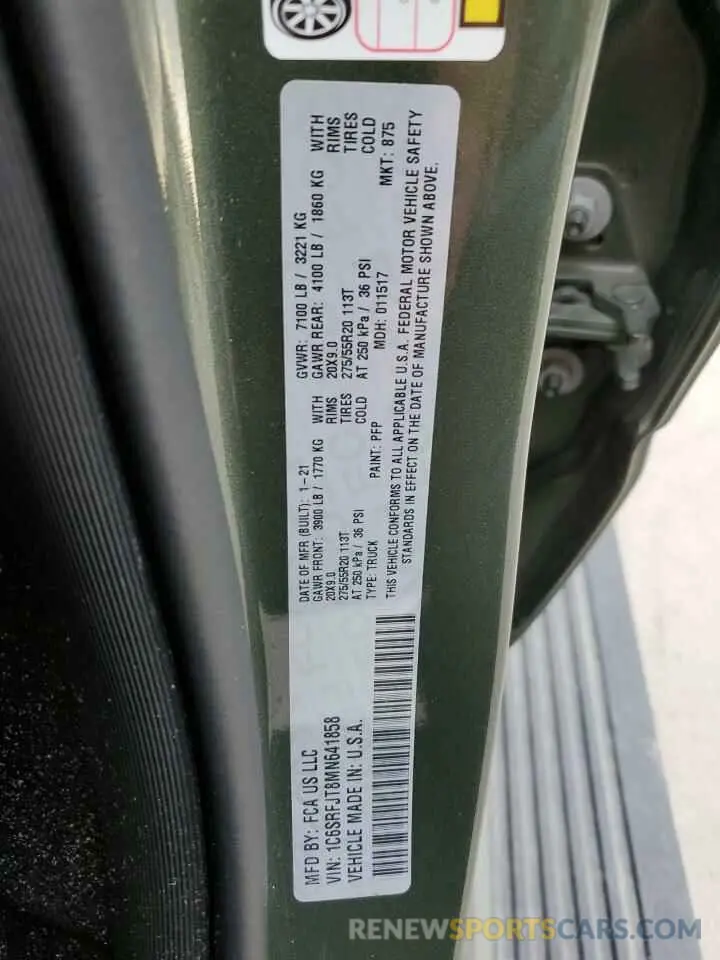 MFD BY: FCA US LLC
VIN: 1C6SRFJT8MN641858
VEHICLE MADE IN: U.S.A.
DATE OF MFR (BUILT): 1-21
GVWR: 7100 LB / 3221 KG
GAWR FRONT: 3900 LB / 1770 KG WITH
20X9.0 RIMS
275/55R20 113T TIRES
AT 250 kPa / 36 PSI COLD
GAWR REAR: 4100 LB / 1860 KG WITH
20X9.0 RIMS
275/55R20 113T TIRES
AT 250 kPa / 36 PSI COLD
TYPE: TRUCK PAINT: PFP MDH: 011517 MKT: 875
THIS VEHICLE CONFORMS TO ALL APPLICABLE U.S.A. FEDERAL MOTOR VEHICLE SAFETY
STANDARDS IN EFFECT ON THE DATE OF MANUFACTURE SHOWN ABOVE.
RENEWSPORTSCARS.COM